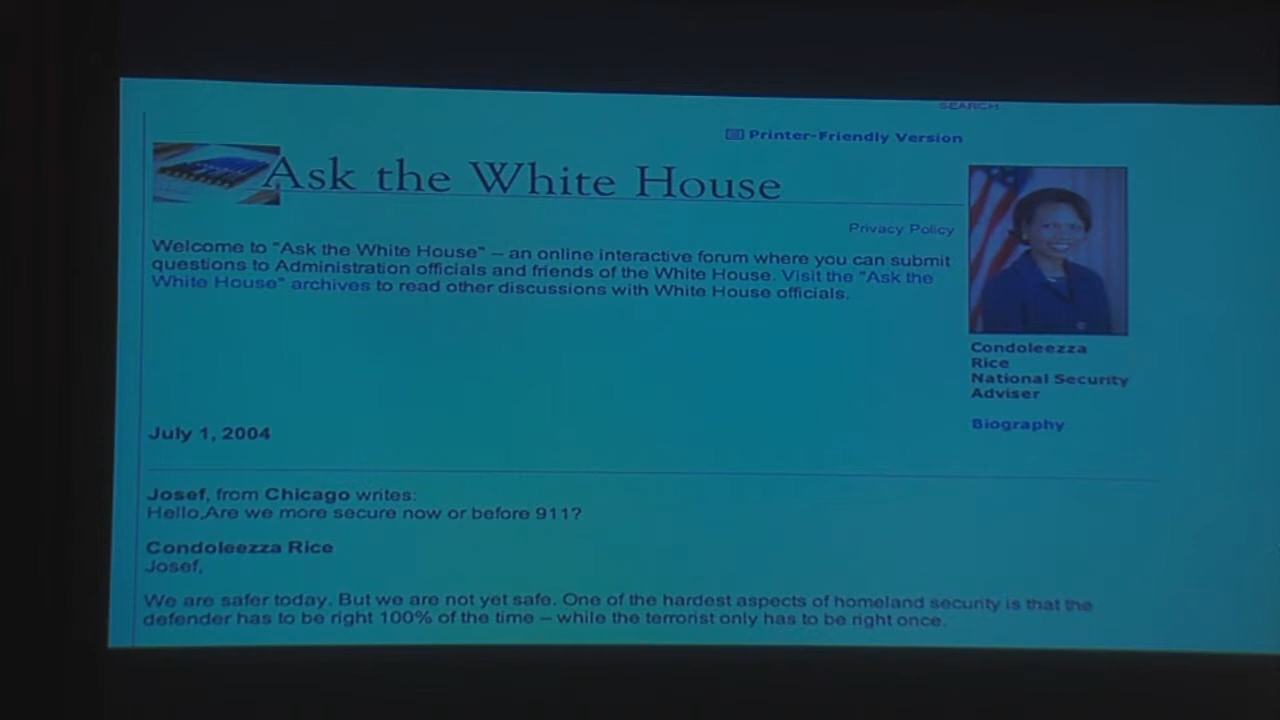 SEARCH
Printer-Friendly Version
Ask the White House
Privacy Policy
Welcome to "Ask the White House" – an online interactive forum where you can submit
questions to Administration officials and friends of the White House. Visit the "Ask the
White House" archives to read other discussions with White House officials.
Condoleezza
Rice
National Security
Adviser
Biography
July 1, 2004
Josef, from Chicago writes:
Hello,Are we more secure now or before 911?
Condoleezza Rice
Josef,
We are safer today. But we are not yet safe. One of the hardest aspects of homeland security is that the
defender has to be right 100% of the time – while the terrorist only has to be right once.